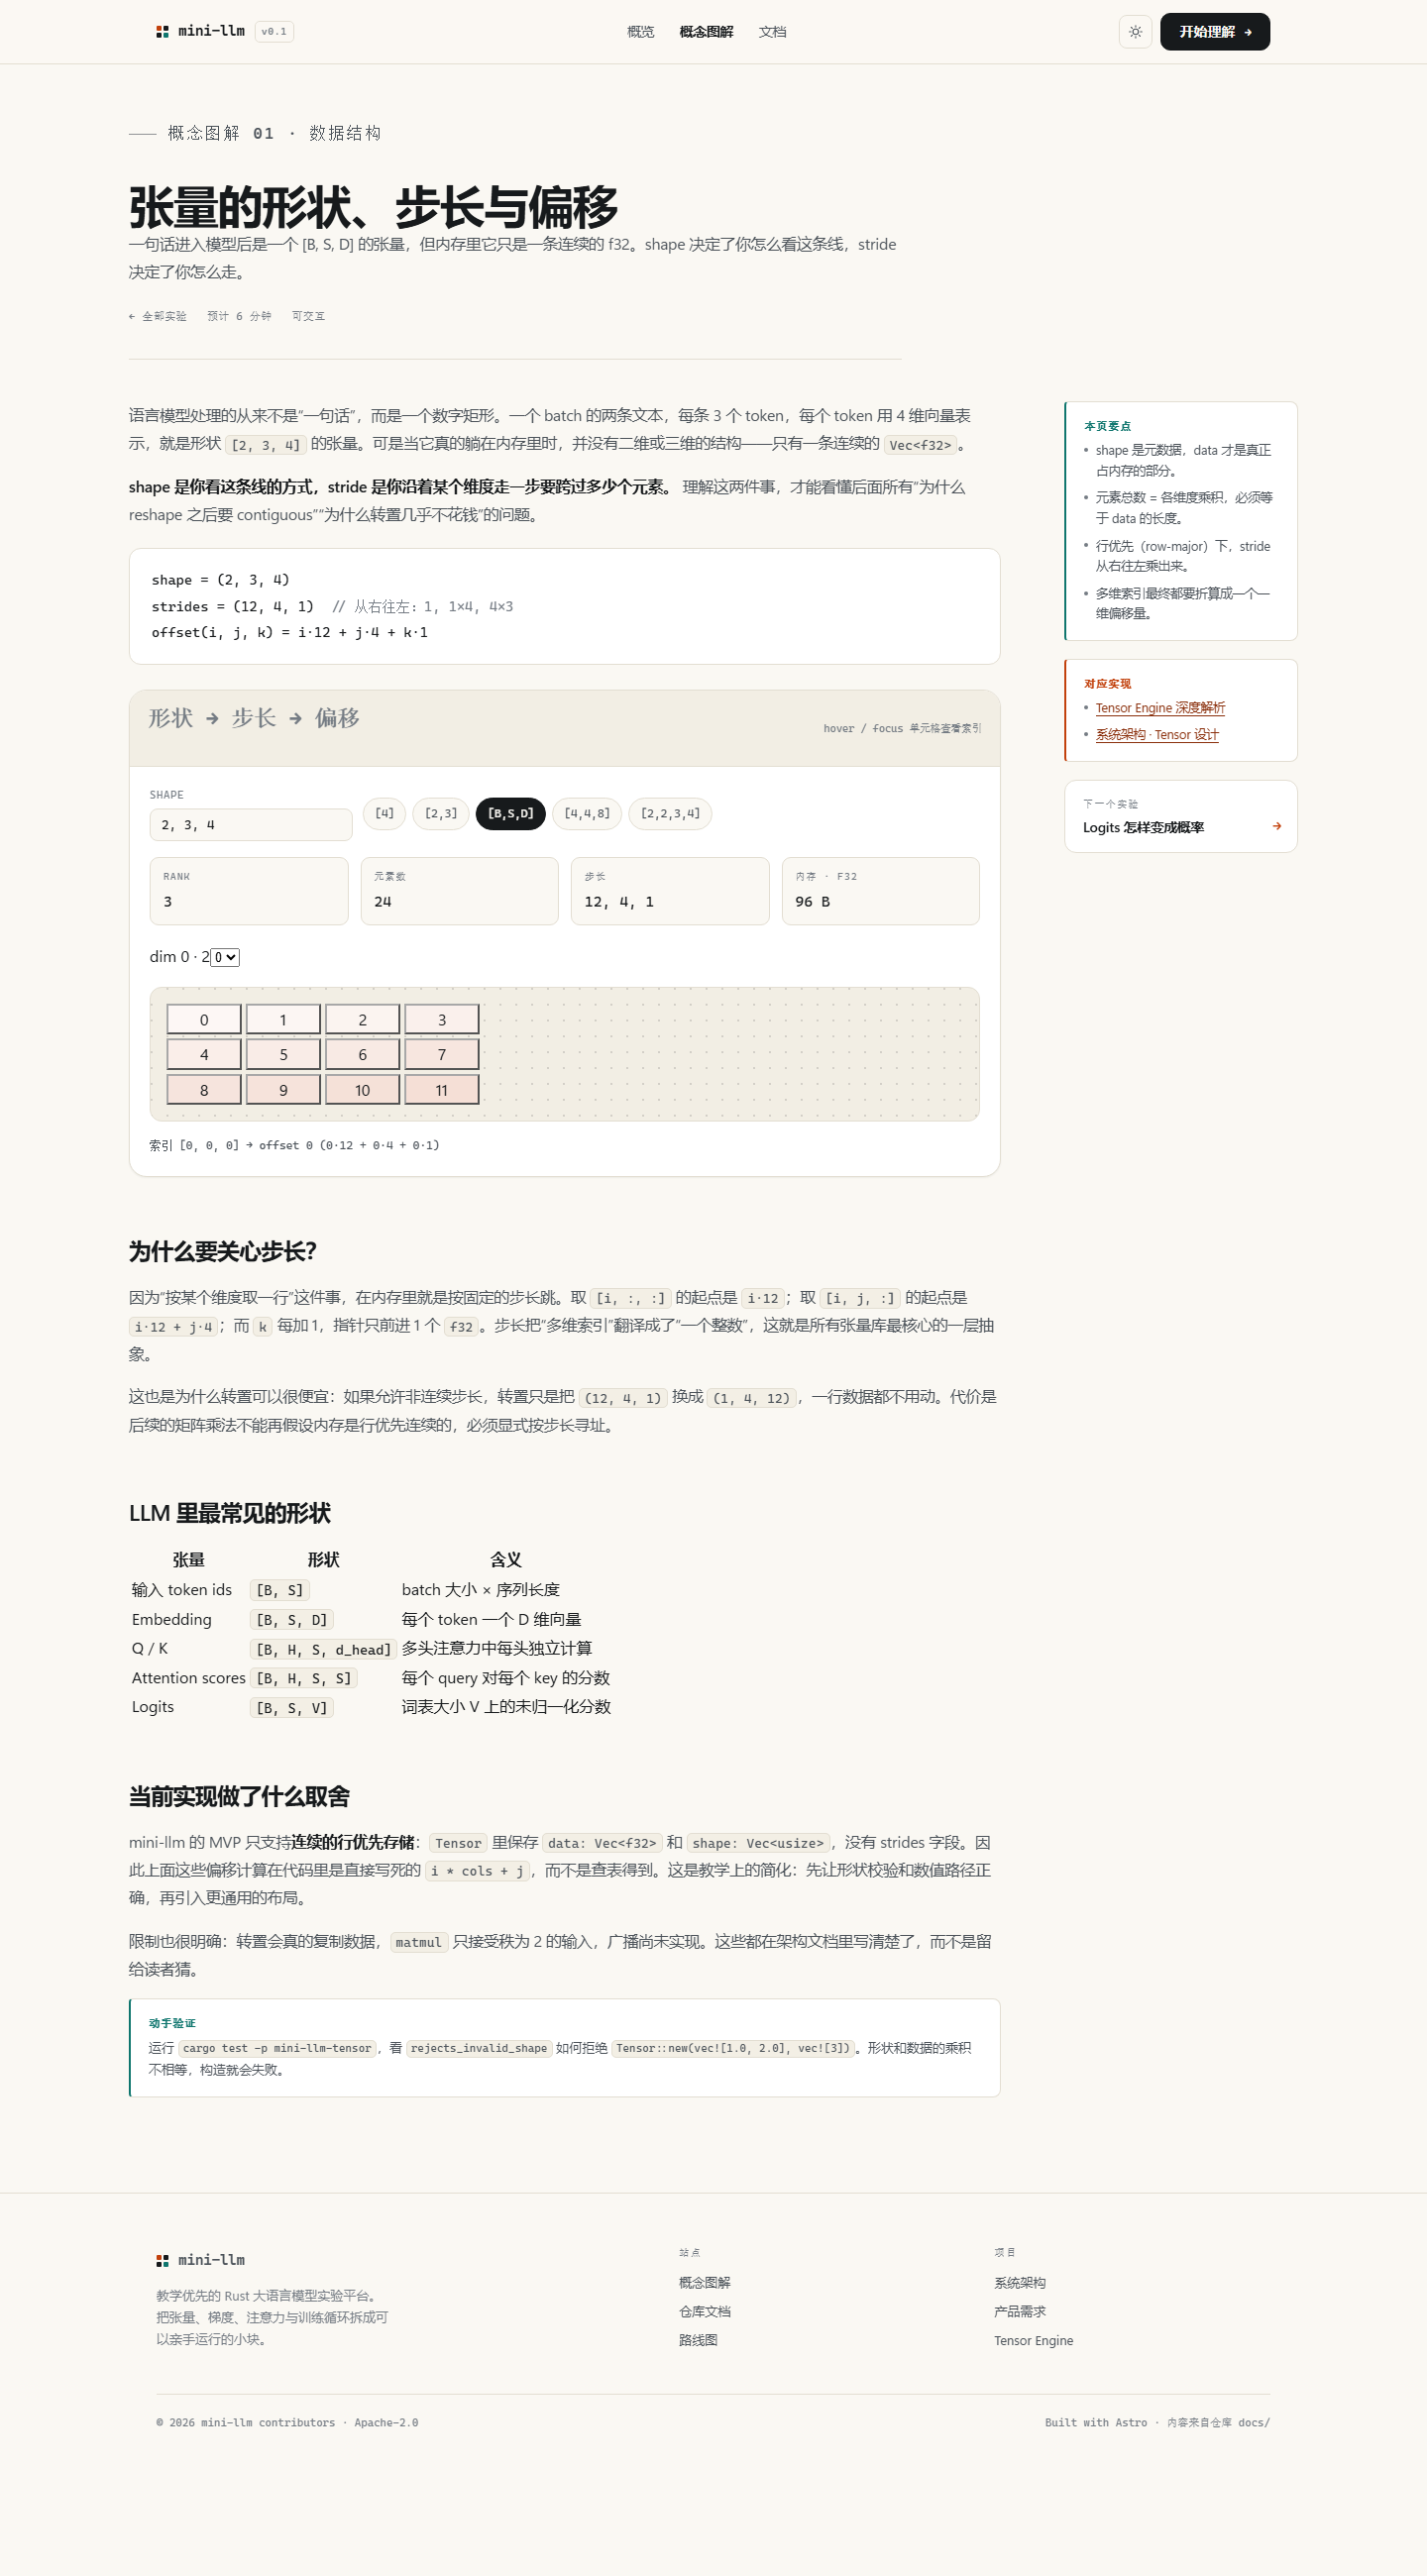 mini-llm v0.1
概览 概念图解 文档
开始理解 →
概念图解 01 · 数据结构
张量的形状、步长与偏移
一句话进入模型后是一个 [B, S, D] 的张量，但内存里它只是一条连续的 f32。shape 决定了你怎么看这条线，stride
决定了你怎么走。
← 全部实验 预计 6 分钟 可交互
语言模型处理的从来不是“一句话”，而是一个数字矩形。一个 batch 的两条文本，每条 3 个 token，每个 token 用 4 维向量表
示，就是形状 [2, 3, 4] 的张量。可是当它真的躺在内存里时，并没有二维或三维的结构——只有一条连续的 Vec<f32>。
shape 是你看这条线的方式，stride 是你沿着某个维度走一步要跨过多少个元素。 理解这两件事，才能看懂后面所有“为什么
reshape 之后要 contiguous”“为什么转置几乎不花钱”的问题。
shape = (2, 3, 4)
strides = (12, 4, 1) // 从右往左: 1, 1×4, 4×3
offset(i, j, k) = i·12 + j·4 + k·1
形状 → 步长 → 偏移
hover / focus 单元格查看索引
SHAPE
2, 3, 4
[4] [2,3] [B,S,D] [4,4,8] [2,2,3,4]
RANK 元素数 步长 内存 · F32
3 24 12, 4, 1 96 B
dim 0 · 2 0
0 1 2 3
4 5 6 7
8 9 10 11
索引 [0, 0, 0] → offset 0 (0·12 + 0·4 + 0·1)
为什么要关心步长？
因为“按某个维度取一行”这件事，在内存里就是按固定的步长跳。取 [i, :, :] 的起点是 i·12；取 [i, j, :] 的起点是
i·12 + j·4；而 k 每加 1，指针只前进 1 个 f32。步长把“多维索引”翻译成了“一个整数”，这就是所有张量库最核心的一层抽
象。
这也是为什么转置可以很便宜：如果允许非连续步长，转置只是把 (12, 4, 1) 换成 (1, 4, 12)，一行数据都不用动。代价是
后续的矩阵乘法不能再假设内存是行优先连续的，必须显式按步长寻址。
LLM 里最常见的形状
张量 形状 含义
输入 token ids [B, S] batch 大小 × 序列长度
Embedding [B, S, D] 每个 token 一个 D 维向量
Q / K [B, H, S, d_head] 多头注意力中每头独立计算
Attention scores [B, H, S, S] 每个 query 对每个 key 的分数
Logits [B, S, V] 词表大小 V 上的未归一化分数
当前实现做了什么取舍
mini-llm 的 MVP 只支持连续的行优先存储：Tensor 里保存 data: Vec<f32> 和 shape: Vec<usize>，没有 strides 字段。因
此上面这些偏移计算在代码里是直接写死的 i * cols + j，而不是查表得到。这是教学上的简化：先让形状校验和数值路径正
确，再引入更通用的布局。
限制也很明确：转置会真的复制数据，matmul 只接受秩为 2 的输入，广播尚未实现。这些都在架构文档里写清楚了，而不是留
给读者猜。
动手验证
运行 cargo test -p mini-llm-tensor，看 rejects_invalid_shape 如何拒绝 Tensor::new(vec![1.0, 2.0], vec![3])。形状和数据的乘积
不相等，构造就会失败。
本页要点
shape 是元数据，data 才是真正
占内存的部分。
元素总数 = 各维度乘积，必须等
于 data 的长度。
行优先（row-major）下，stride
从右往左乘出来。
多维索引最终都要折算成一个一
维偏移量。
对应实现
Tensor Engine 深度解析
系统架构 · Tensor 设计
下一个实验
Logits 怎样变成概率 →
mini-llm
教学优先的 Rust 大语言模型实验平台。
把张量、梯度、注意力与训练循环拆成可
以亲手运行的小块。
站点
概念图解
仓库文档
路线图
项目
系统架构
产品需求
Tensor Engine
© 2026 mini-llm contributors · Apache-2.0
Built with Astro · 内容来自仓库 docs/